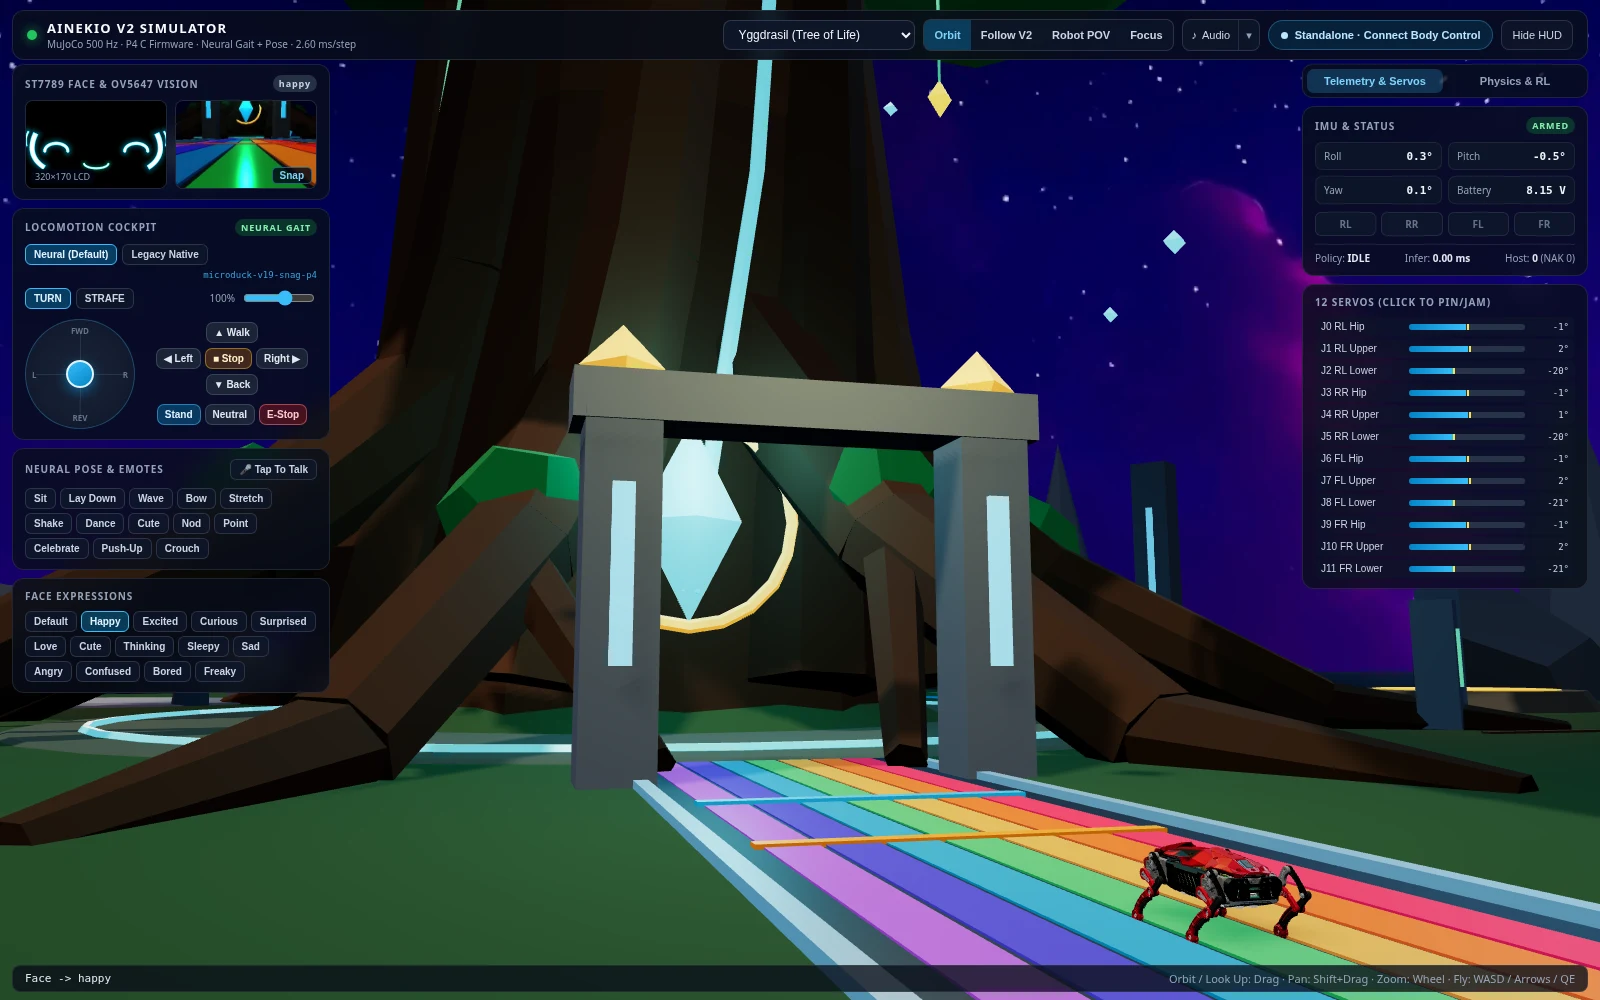 AINEKIO V2 SIMULATOR
MuJoCo 500 Hz · P4 C Firmware · Neural Gait + Pose · 2.60 ms/step
Yggdrasil (Tree of Life)
Orbit Follow V2 Robot POV Focus
♪ Audio ▾
Standalone · Connect Body Control
Hide HUD
ST7789 FACE & OV5647 VISION
happy
320×170 LCD
Snap
LOCOMOTION COCKPIT
NEURAL GAIT
Neural (Default) Legacy Native
microduck-v19-snag-p4
TURN STRAFE 100%
FWD
L R
REV
▲ Walk
◀ Left ■ Stop Right ▶
▼ Back
Stand Neutral E-Stop
NEURAL POSE & EMOTES
🎤 Tap To Talk
Sit Lay Down Wave Bow Stretch
Shake Dance Cute Nod Point
Celebrate Push-Up Crouch
FACE EXPRESSIONS
Default Happy Excited Curious Surprised
Love Cute Thinking Sleepy Sad
Angry Confused Bored Freaky
Telemetry & Servos Physics & RL
IMU & STATUS ARMED
Roll 0.3° Pitch -0.5°
Yaw 0.1° Battery 8.15 V
RL RR FL FR
Policy: IDLE Infer: 0.00 ms Host: 0 (NAK 0)
12 SERVOS (CLICK TO PIN/JAM)
J0 RL Hip -1°
J1 RL Upper 2°
J2 RL Lower -20°
J3 RR Hip -1°
J4 RR Upper 1°
J5 RR Lower -20°
J6 FL Hip -1°
J7 FL Upper 2°
J8 FL Lower -21°
J9 FR Hip -1°
J10 FR Upper 2°
J11 FR Lower -21°
Face -> happy
Orbit / Look Up: Drag · Pan: Shift+Drag · Zoom: Wheel · Fly: WASD / Arrows / QE